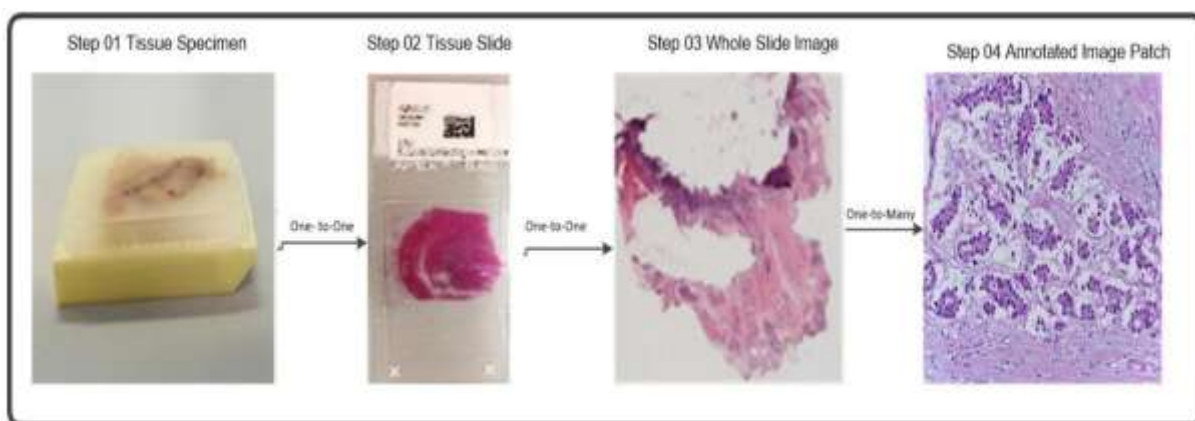 Step 01 Tissue Specimen
Step 02 Tissue Slide
Step 03 Whole Slide Image
Step 04 Annotated Image Patch
One- to-One
One-to-One
One-to-Many